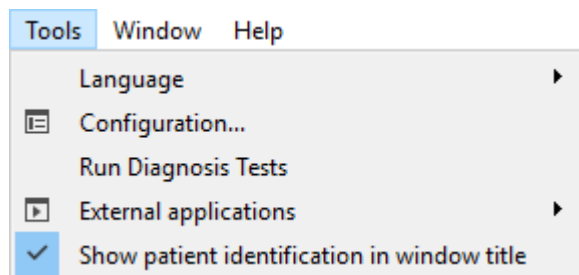 Tools Window Help
Language
Configuration...
Run Diagnosis Tests
External applications
Show patient identification in window title